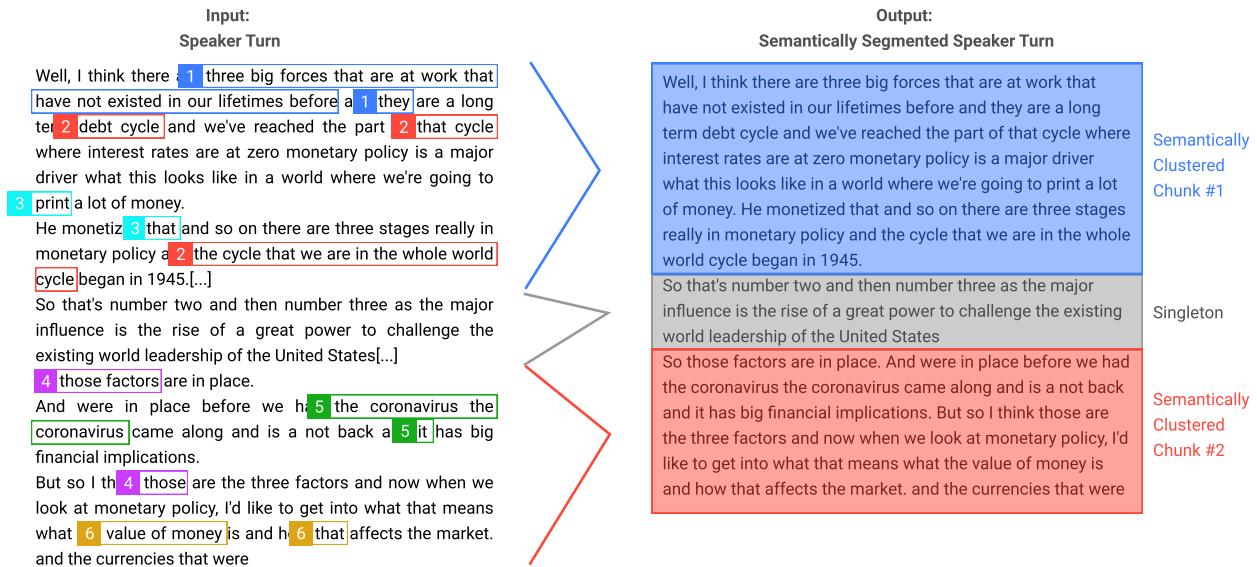 Input:
Speaker Turn
Well, I think there a 1 three big forces that are at work that
have not existed in our lifetimes before a 1 they are a long
ter 2 debt cycle and we've reached the part 2 that cycle
where interest rates are at zero monetary policy is a major
driver what this looks like in a world where we're going to
3 print a lot of money.
He monetiz 3 that and so on there are three stages really in
monetary policy a 2 the cycle that we are in the whole world
cycle began in 1945.[...]
So that's number two and then number three as the major
influence is the rise of a great power to challenge the
existing world leadership of the United States[...]
4 those factors are in place.
And were in place before we ha 5 the coronavirus the
coronavirus came along and is a not back a 5 it has big
financial implications.
But so I th 4 those are the three factors and now when we
look at monetary policy, I'd like to get into what that means
what 6 value of money is and h 6 that affects the market.
and the currencies that were
Output:
Semantically Segmented Speaker Turn
Well, I think there are three big forces that are at work that
have not existed in our lifetimes before and they are a long
term debt cycle and we've reached the part of that cycle where
interest rates are at zero monetary policy is a major driver
what this looks like in a world where we're going to print a lot
of money. He monetized that and so on there are three stages
really in monetary policy and the cycle that we are in the whole
world cycle began in 1945.
So that's number two and then number three as the major
influence is the rise of a great power to challenge the existing
world leadership of the United States
So those factors are in place. And were in place before we had
the coronavirus the coronavirus came along and is a not back
and it has big financial implications. But so I think those are
the three factors and now when we look at monetary policy, I'd
like to get into what that means what the value of money is
and how that affects the market. and the currencies that were
Semantically
Clustered
Chunk #1
Singleton
Semantically
Clustered
Chunk #2